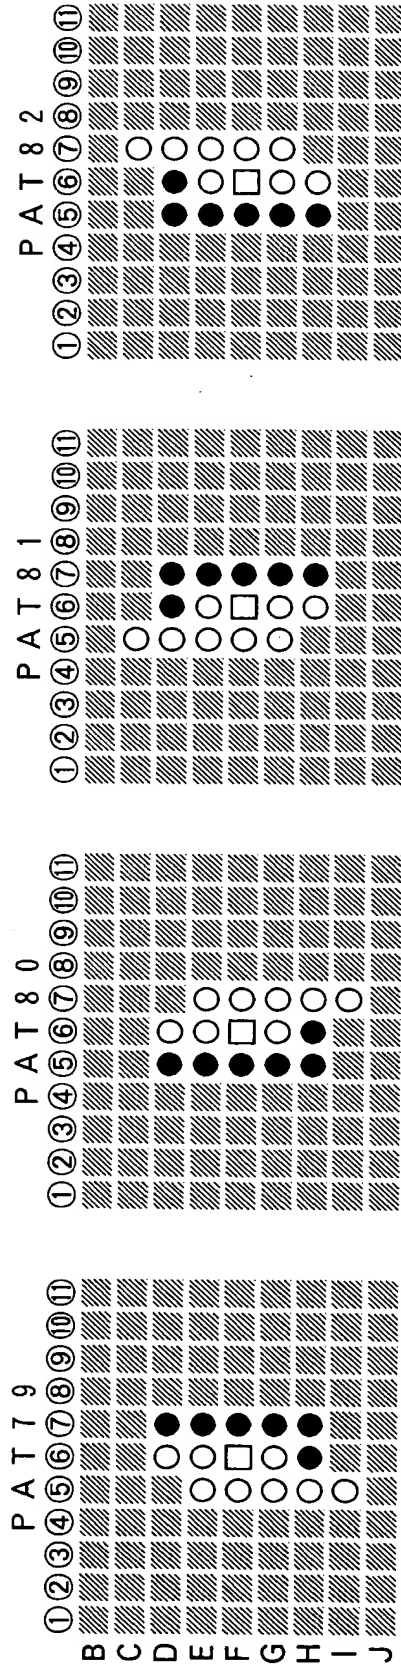 PAT79
①②③④⑤⑥⑦⑧⑨⑩⑪
B
C
D
E
F
G
H
I
J
PAT80
①②③④⑤⑥⑦⑧⑨⑩⑪
PAT81
①②③④⑤⑥⑦⑧⑨⑩⑪
PAT82
①②③④⑤⑥⑦⑧⑨⑩⑪